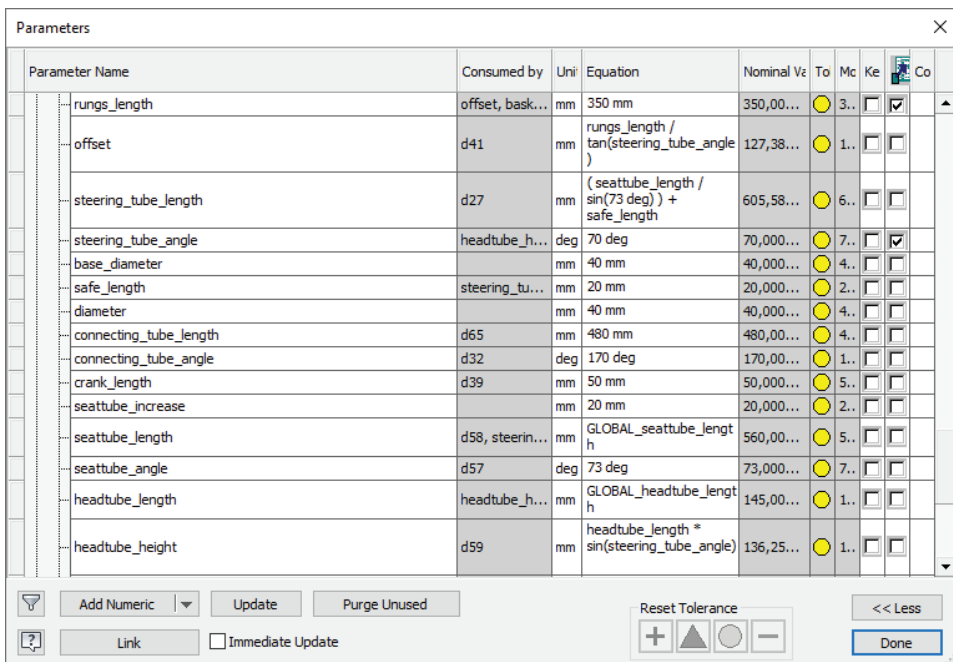 Parameters
Parameter Name Consumed by Unit Equation Nominal Va Tol Mc Ke Co
rungs_length offset, bask... mm 350 mm 350,00... 3..
offset d41 mm rungs_length / tan(steering_tube_angle ) 127,38... 1..
steering_tube_length d27 mm ( seattube_length / sin(73 deg) ) + safe_length 605,58... 6..
steering_tube_angle headtube_h... deg 70 deg 70,000... 7..
base_diameter mm 40 mm 40,000... 4..
safe_length steering_tu... mm 20 mm 20,000... 2..
diameter mm 40 mm 40,000... 4..
connecting_tube_length d65 mm 480 mm 480,00... 4..
connecting_tube_angle d32 deg 170 deg 170,00... 1..
crank_length d39 mm 50 mm 50,000... 5..
seattube_increase mm 20 mm 20,000... 2..
seattube_length d58, steerin... mm GLOBAL_seattube_lengt h 560,00... 5..
seattube_angle d57 deg 73 deg 73,000... 7..
headtube_length headtube_h... mm GLOBAL_headtube_lengt h 145,00... 1..
headtube_height d59 mm headtube_length * sin(steering_tube_angle) 136,25... 1..
Add Numeric Update Purge Unused Reset Tolerance << Less
Link Immediate Update Done